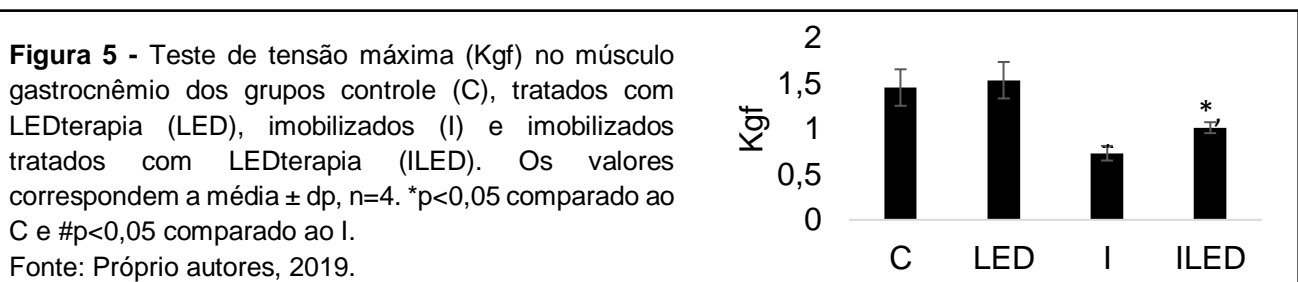 Figura 5 - Teste de tensão máxima (Kgf) no músculo
gastrocnêmio dos grupos controle (C), tratados com
LEDterapia (LED), imobilizados (I) e imobilizados
tratados com LEDterapia (ILED). Os valores
correspondem a média ± dp, n=4. *p<0,05 comparado ao
C e #p<0,05 comparado ao I.
Fonte: Próprio autores, 2019.
Kgf
2
1,5
1
0,5
0
*,
C LED I ILED